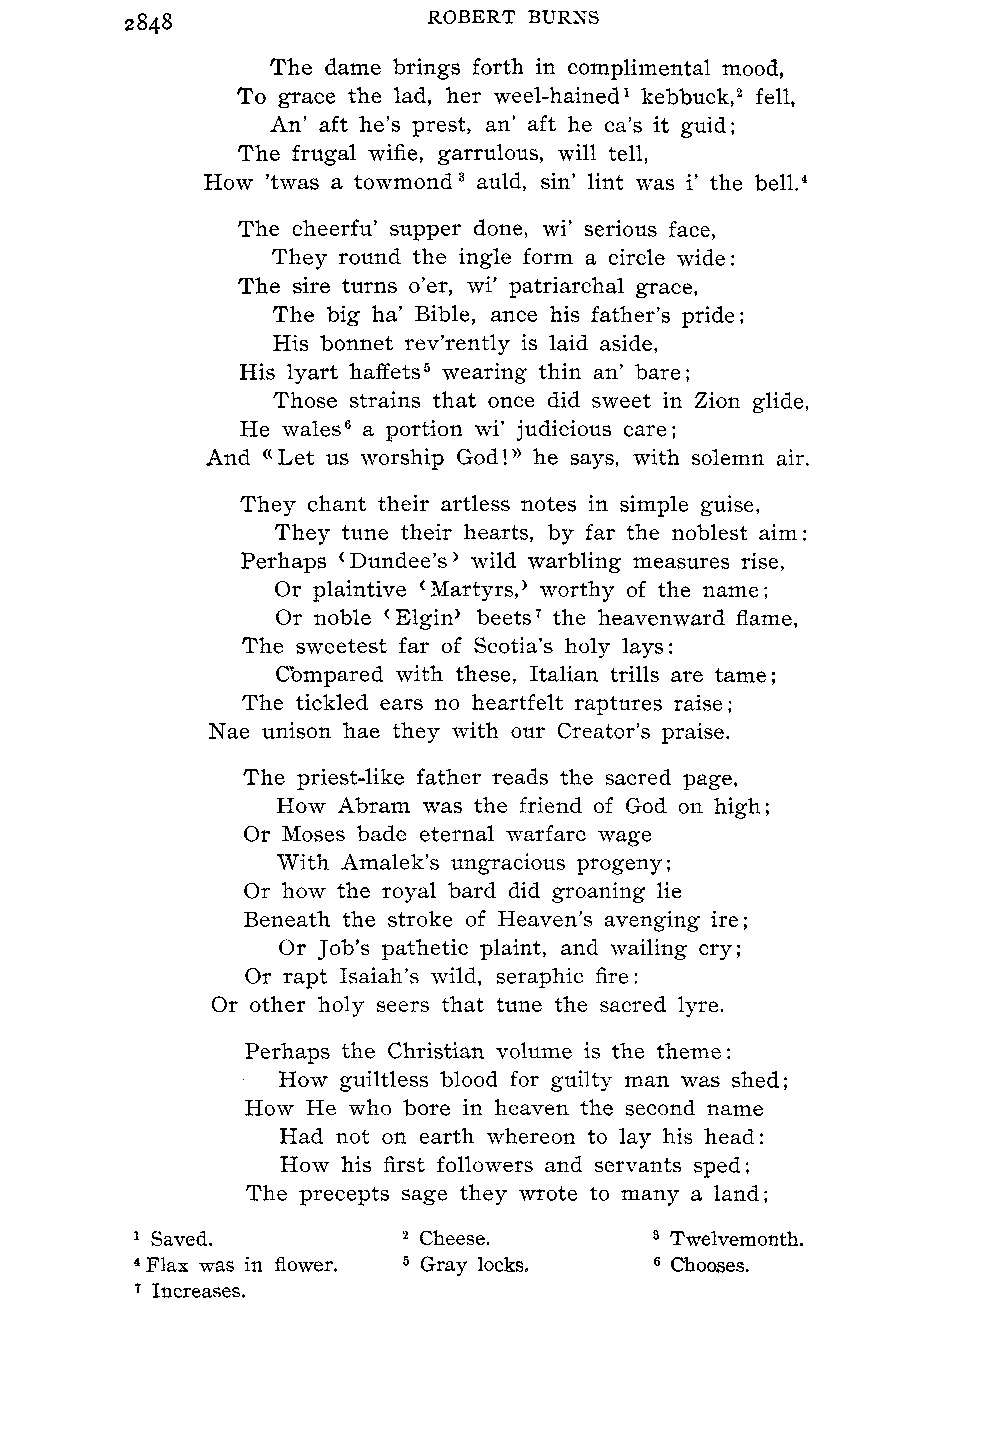 2848
ROBERT BURNS
The dame brings forth in complimental mood,
To grace the lad, her weel-hained¹ kebbuck,² fell,
An' aft he's prest, an' aft he ca's it guid;
The frugal wifie, garrulous, will tell,
How 'twas a towmond³ auld, sin' lint was i' the bell.⁴
The cheerfu' supper done, wi' serious face,
They round the ingle form a circle wide:
The sire turns o'er, wi' patriarchal grace,
The big ha' Bible, ance his father's pride;
His bonnet rev'rently is laid aside,
His lyart haffets⁵ wearing thin an' bare;
Those strains that once did sweet in Zion glide,
He wales⁶ a portion wi' judicious care;
And «Let us worship God!» he says, with solemn air.
They chant their artless notes in simple guise,
They tune their hearts, by far the noblest aim:
Perhaps ‹Dundee's› wild warbling measures rise,
Or plaintive ‹Martyrs,› worthy of the name;
Or noble ‹Elgin› beets⁷ the heavenward flame,
The sweetest far of Scotia's holy lays:
Compared with these, Italian trills are tame;
The tickled ears no heartfelt raptures raise;
Nae unison hae they with our Creator's praise.
The priest-like father reads the sacred page,
How Abram was the friend of God on high;
Or Moses bade eternal warfare wage
With Amalek's ungracious progeny;
Or how the royal bard did groaning lie
Beneath the stroke of Heaven's avenging ire;
Or Job's pathetic plaint, and wailing cry;
Or rapt Isaiah's wild, seraphic fire:
Or other holy seers that tune the sacred lyre.
Perhaps the Christian volume is the theme:
How guiltless blood for guilty man was shed;
How He who bore in heaven the second name
Had not on earth whereon to lay his head:
How his first followers and servants sped;
The precepts sage they wrote to many a land;
¹ Saved. ² Cheese. ³ Twelvemonth.
⁴ Flax was in flower. ⁵ Gray locks. ⁶ Chooses.
⁷ Increases.